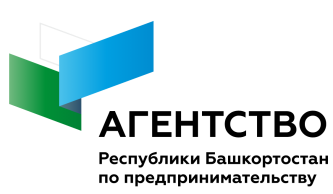 АГЕНТСТВО
Республики Башкортостан
по предпринимательству